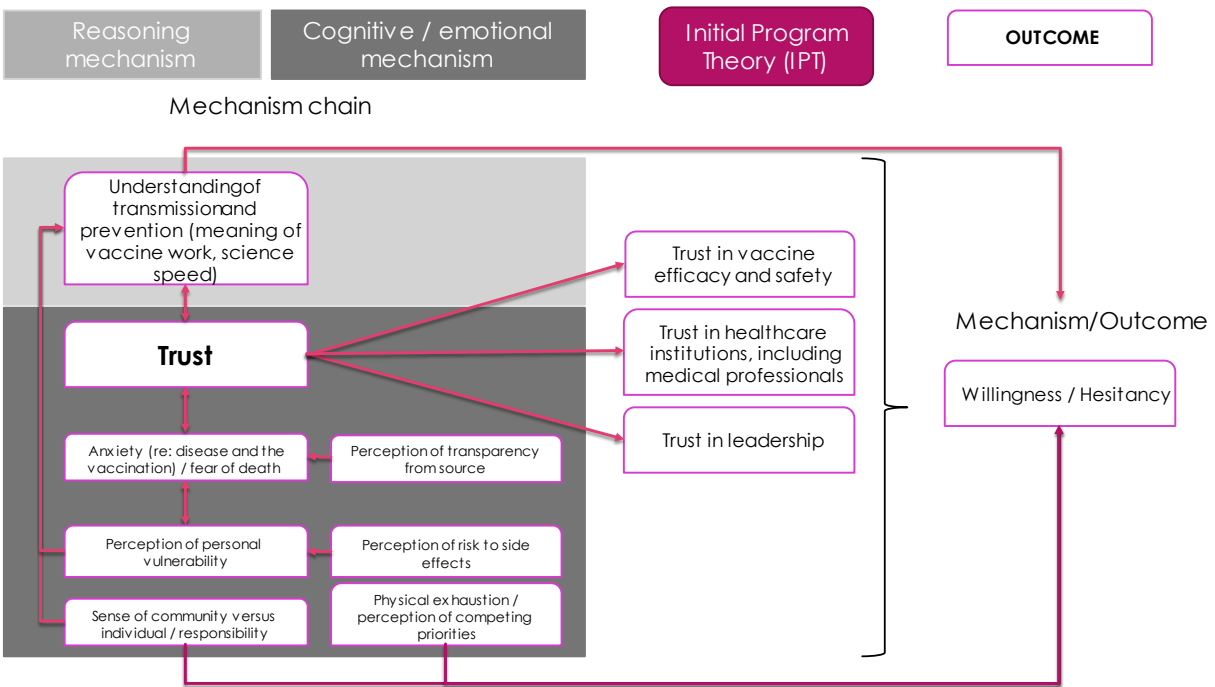 Reasoning
mechanism
Cognitive / emotional
mechanism
Initial Program
Theory (IPT)
OUTCOME
Mechanism chain
Understandingof
transmissionand
prevention (meaning of
vaccine work, science
speed)
Trust
Anxiety (re: disease and the
vaccination) / fear of death
Perception of transparency
from source
Perception of personal
vulnerability
Perception of risk to side
effects
Sense of community versus
individual / responsibility
Physical exhaustion /
perception of competing
priorities
Trust in vaccine
efficacy and safety
Trust in healthcare
institutions, including
medical professionals
Trust in leadership
Mechanism/Outcome
Willingness / Hesitancy